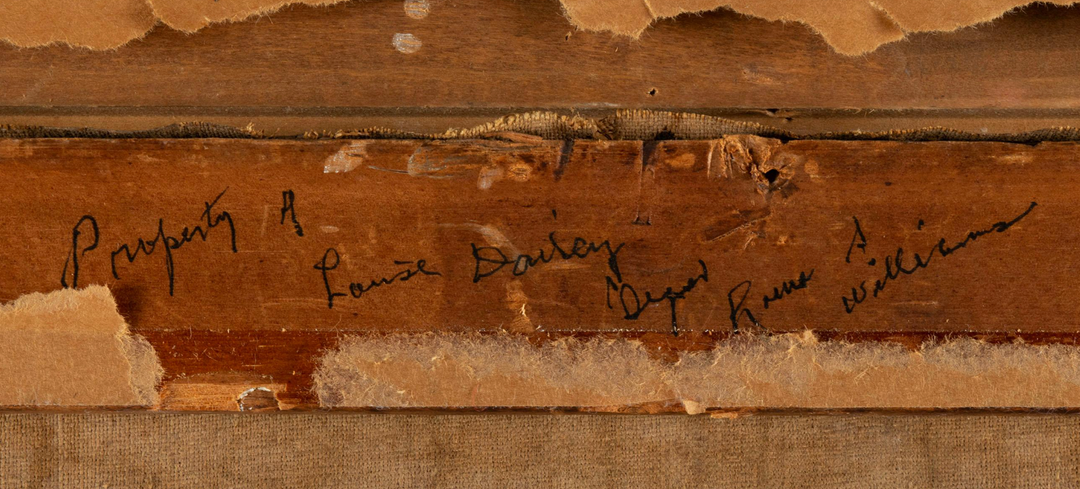 Property of
Louise Dailey
A
Williams